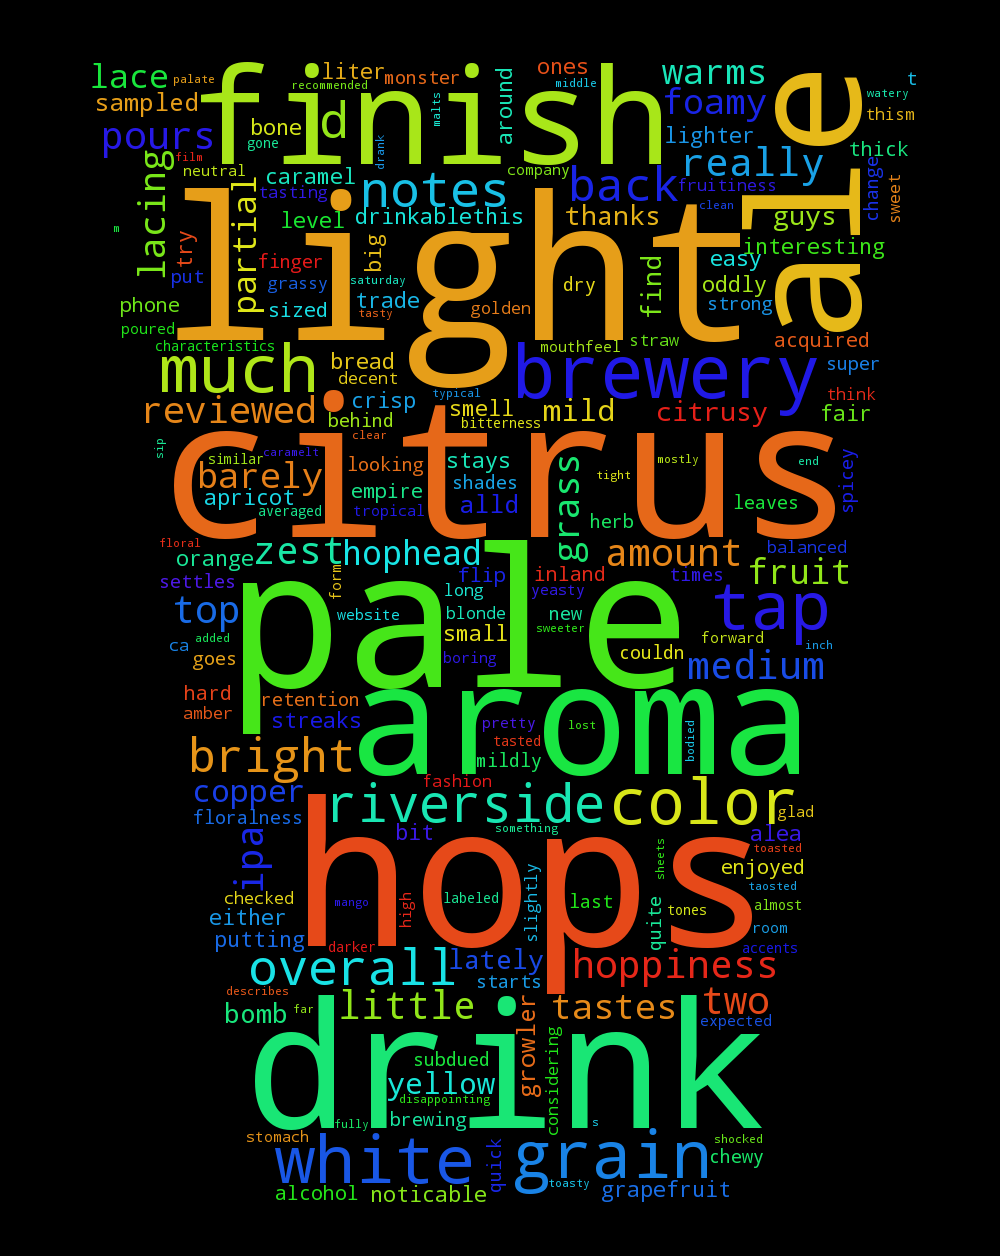 finish
ale
lace
palate
liter
monster
recommended
ones
middle
warms
t
watery
sampled
foamy
thism
pours
bone
d
gone
malts
around
lighter
really
thick
film
neutral
drank
company
lacing
caramel
tasting
notes
back
fruitiness
clean
change
sweet
partial
level
drinkablethis
thanks
guys
m
try
light
big
interesting
finger
easy
put
grassy
saturday
dry
find
oddly
phone
sized
trade
tasty
golden
strong
poured
characteristics
mouthfeel
straw
acquired
much
bread
decent
brewery
super
typical
crisp
think
reviewed
behind
smell
bitterness
mild
citrusy
fair
clear
citrus
sip
similar
caramelt
looking
stays
mostly
end
barely
tight
spicey
apricot
empire
shades
grass
leaves
averaged
tropical
alld
herb
floral
orange
zest
hophead
amount
balanced
settles
form
flip
yeasty
inland
times
fruit
long
pale
top
website
blonde
new
tap
added
small
sweeter
forward
ca
goes
boring
couldn
inch
medium
hard
amber
retention
aroma
streaks
pretty
lost
bodied
tasted
bright
mildly
fashion
copper
riverside
color
glad
floralness
bit
something
alea
ipa
hops
sheets
toasted
enjoyed
checked
mango
high
labeled
slightly
last
tones
taosted
almost
either
quite
room
putting
darker
accents
overall
lately
hoppiness
starts
describes
little
tastes
two
bomb
far
growler
expected
drink
subdued
considering
yellow
disappointing
brewing
fully
s
stomach
white
quick
grain
shocked
chewy
alcohol
noticable
toasty
grapefruit